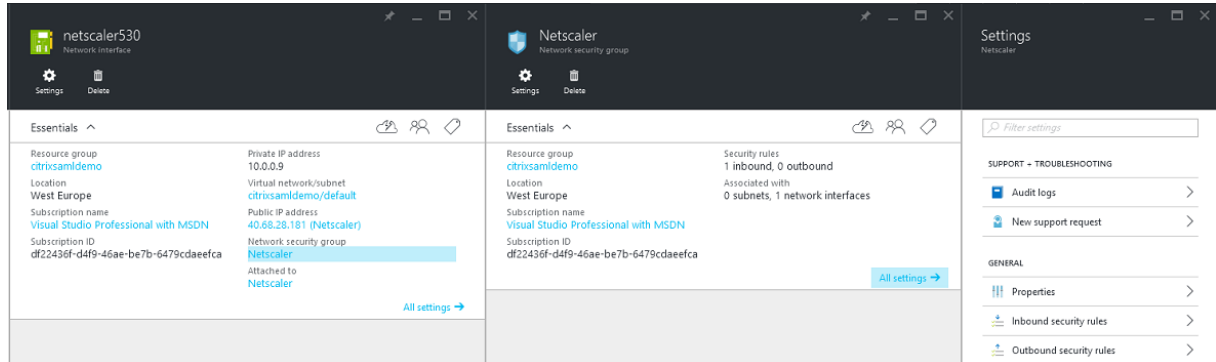 netscaler530
Network interface
Settings
Delete
Essentials
Resource group
citrixsamldemo
Location
West Europe
Subscription name
Visual Studio Professional with MSDN
Subscription ID
df22436f-d4f9-46ae-be7b-6479cdaeefca
Private IP address
10.0.0.9
Virtual network/subnet
citrixsamldemo/default
Public IP address
40.68.28.181 (Netscaler)
Network security group
Netscaler
Attached to
Netscaler
All settings →
Netscaler
Network security group
Settings
Delete
Essentials
Resource group
citrixsamldemo
Location
West Europe
Subscription name
Visual Studio Professional with MSDN
Subscription ID
df22436f-d4f9-46ae-be7b-6479cdaeefca
Security rules
1 inbound, 0 outbound
Associated with
0 subnets, 1 network interfaces
All settings →
Settings
Netscaler
Filter settings
SUPPORT + TROUBLESHOOTING
Audit logs
New support request
GENERAL
Properties
Inbound security rules
Outbound security rules